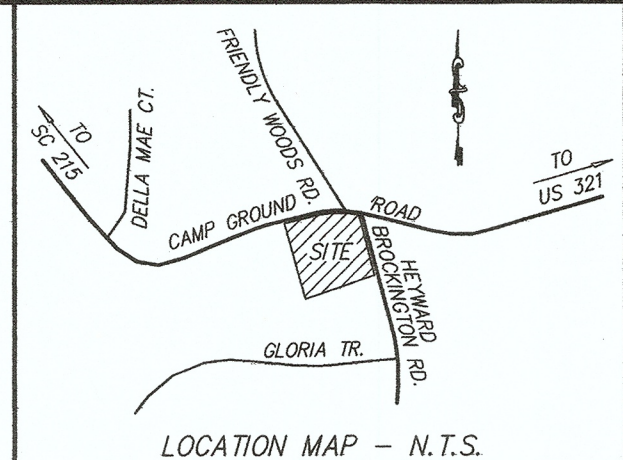 FRIENDLY WOODS RD.
TO
SC 215
DELLA MAE CT.
TO
US 321
CAMP GROUND
ROAD
SITE
HEYWARD
BROCKINGTON RD.
GLORIA TR.
LOCATION MAP - N.T.S.